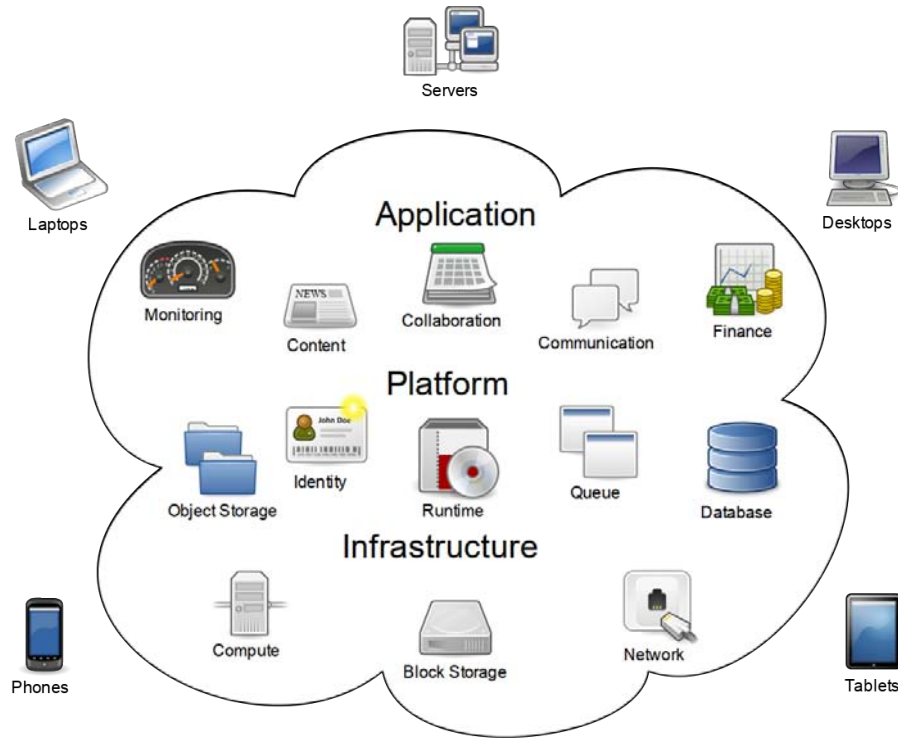 Servers
Laptops
Desktops
Application
Monitoring
NEWS
Content
Collaboration
Communication
Finance
Platform
John Doe
Object Storage
Identity
Runtime
Queue
Database
Infrastructure
Compute
Block Storage
Network
Phones
Tablets